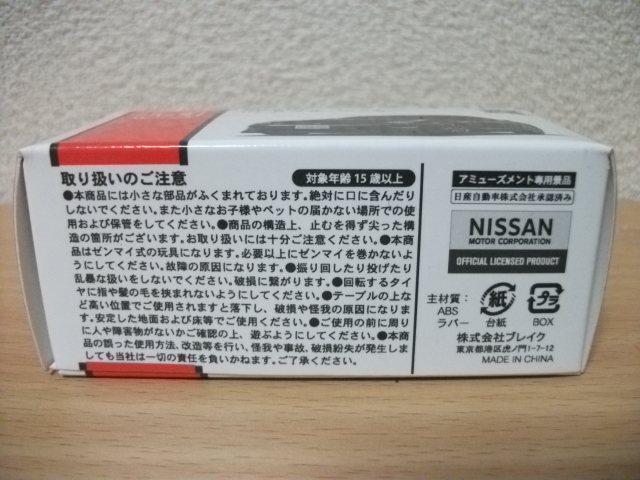 取り扱いのご注意
対象年齢15歳以上
●本商品には小さな部品がふくまれております。絶対に口に含んだり
しないでください。また小さなお子様やペットの届かない場所での使
用および保管をしてください。●商品の構造上、止むを得ず尖った構
造の箇所がございます。お取り扱いには十分ご注意ください。●本商
品はゼンマイ式の玩具になります。必要以上にゼンマイを巻かないよ
うにしてください。故障の原因になります。●振り回したり投げたり
乱暴な扱いをしないでください。破損に繋がります。●回転するタイ
ヤに指や髪の毛を挟まれないようにしてください。●テーブルの上な
ど高い位置でご使用されますと落下し、破損や怪我の原因になりま
す。安定した地面および床等でご使用ください。●ご使用の前に周り
に人や障害物がないかご確認の上、遊ぶようにしてください。●本商
品の誤った使用方法、改造等を行い、怪我や事故、破損紛失が発生しま
しても当社は一切の責任を負いかねます。ご了承ください。
アミューズメント専用景品
日産自動車株式会社承認済み
NISSAN
MOTOR CORPORATION
OFFICIAL LICENSED PRODUCT
主材質：
ABS
ラバー
紙
台紙
プラ
BOX
株式会社ブレイク
東京都港区虎ノ門1-7-12
MADE IN CHINA